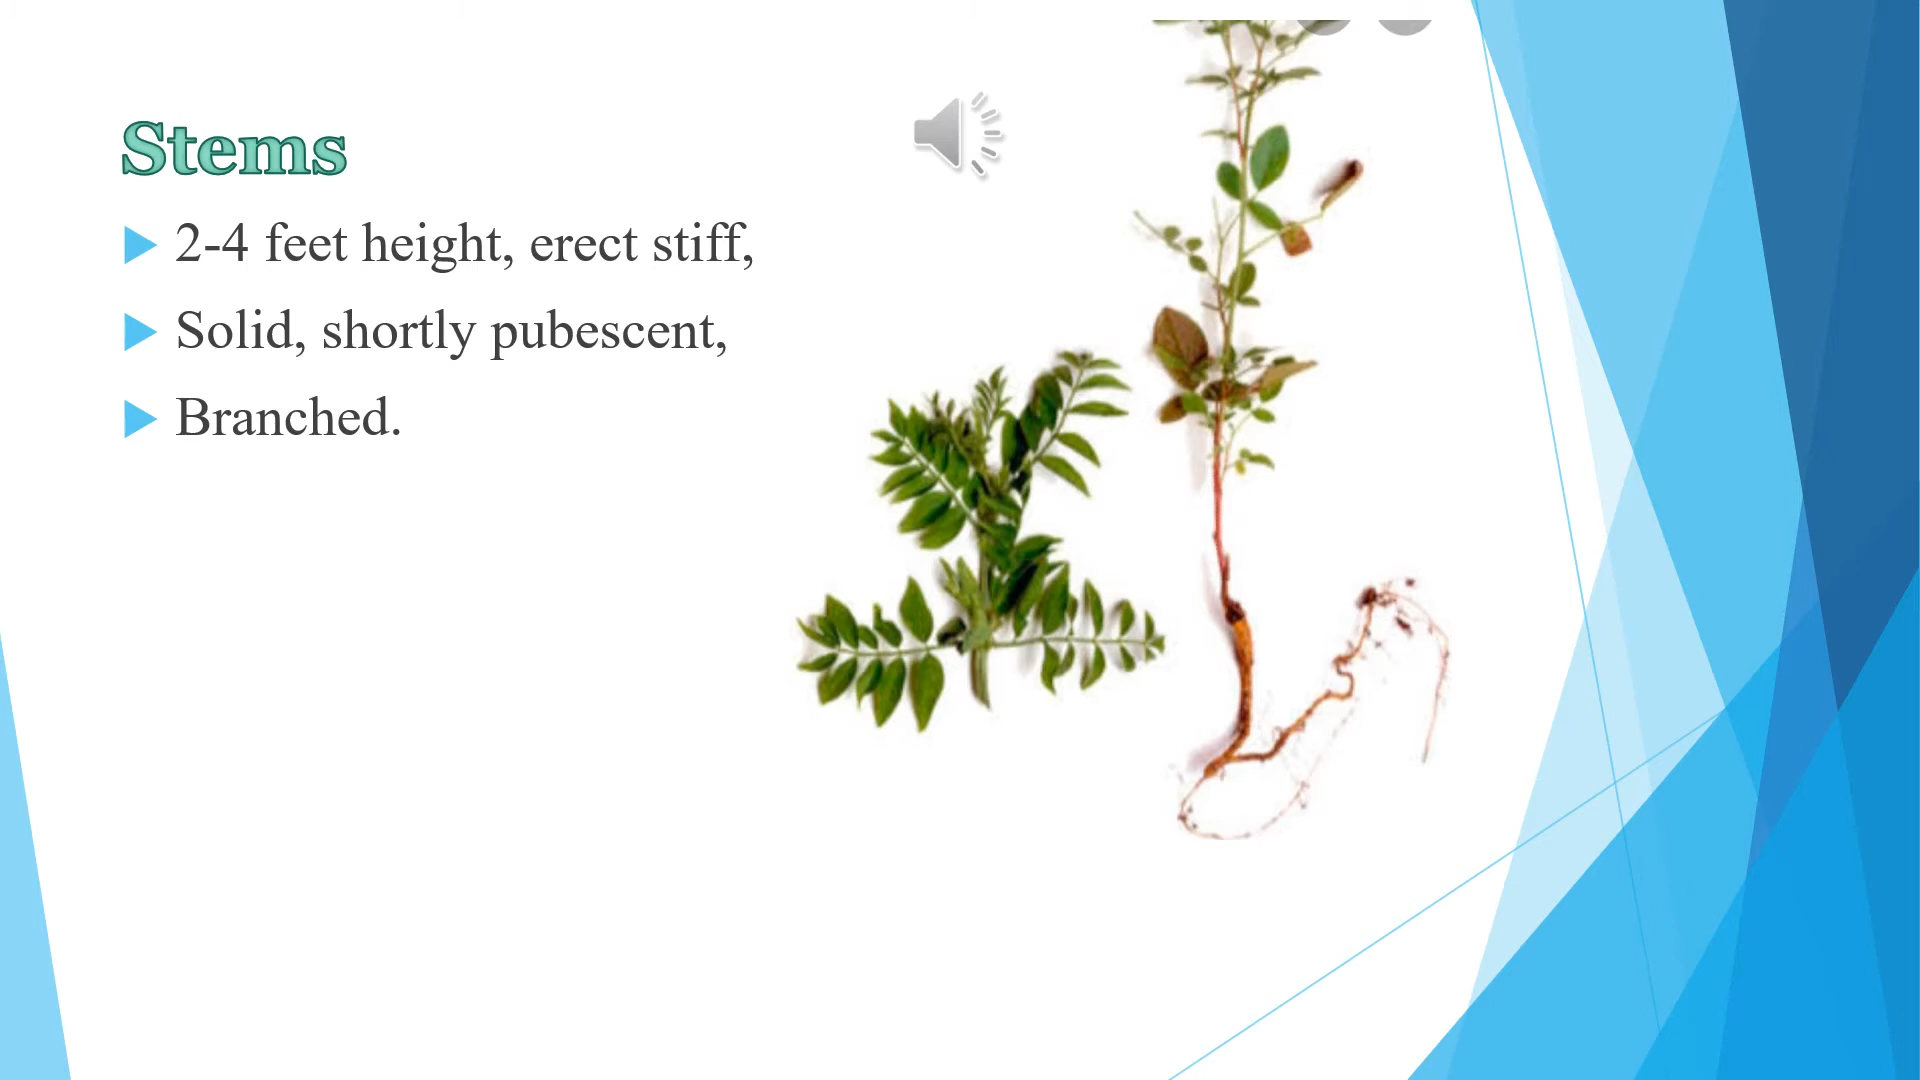 Stems
2-4 feet height, erect stiff,
Solid, shortly pubescent,
Branched.